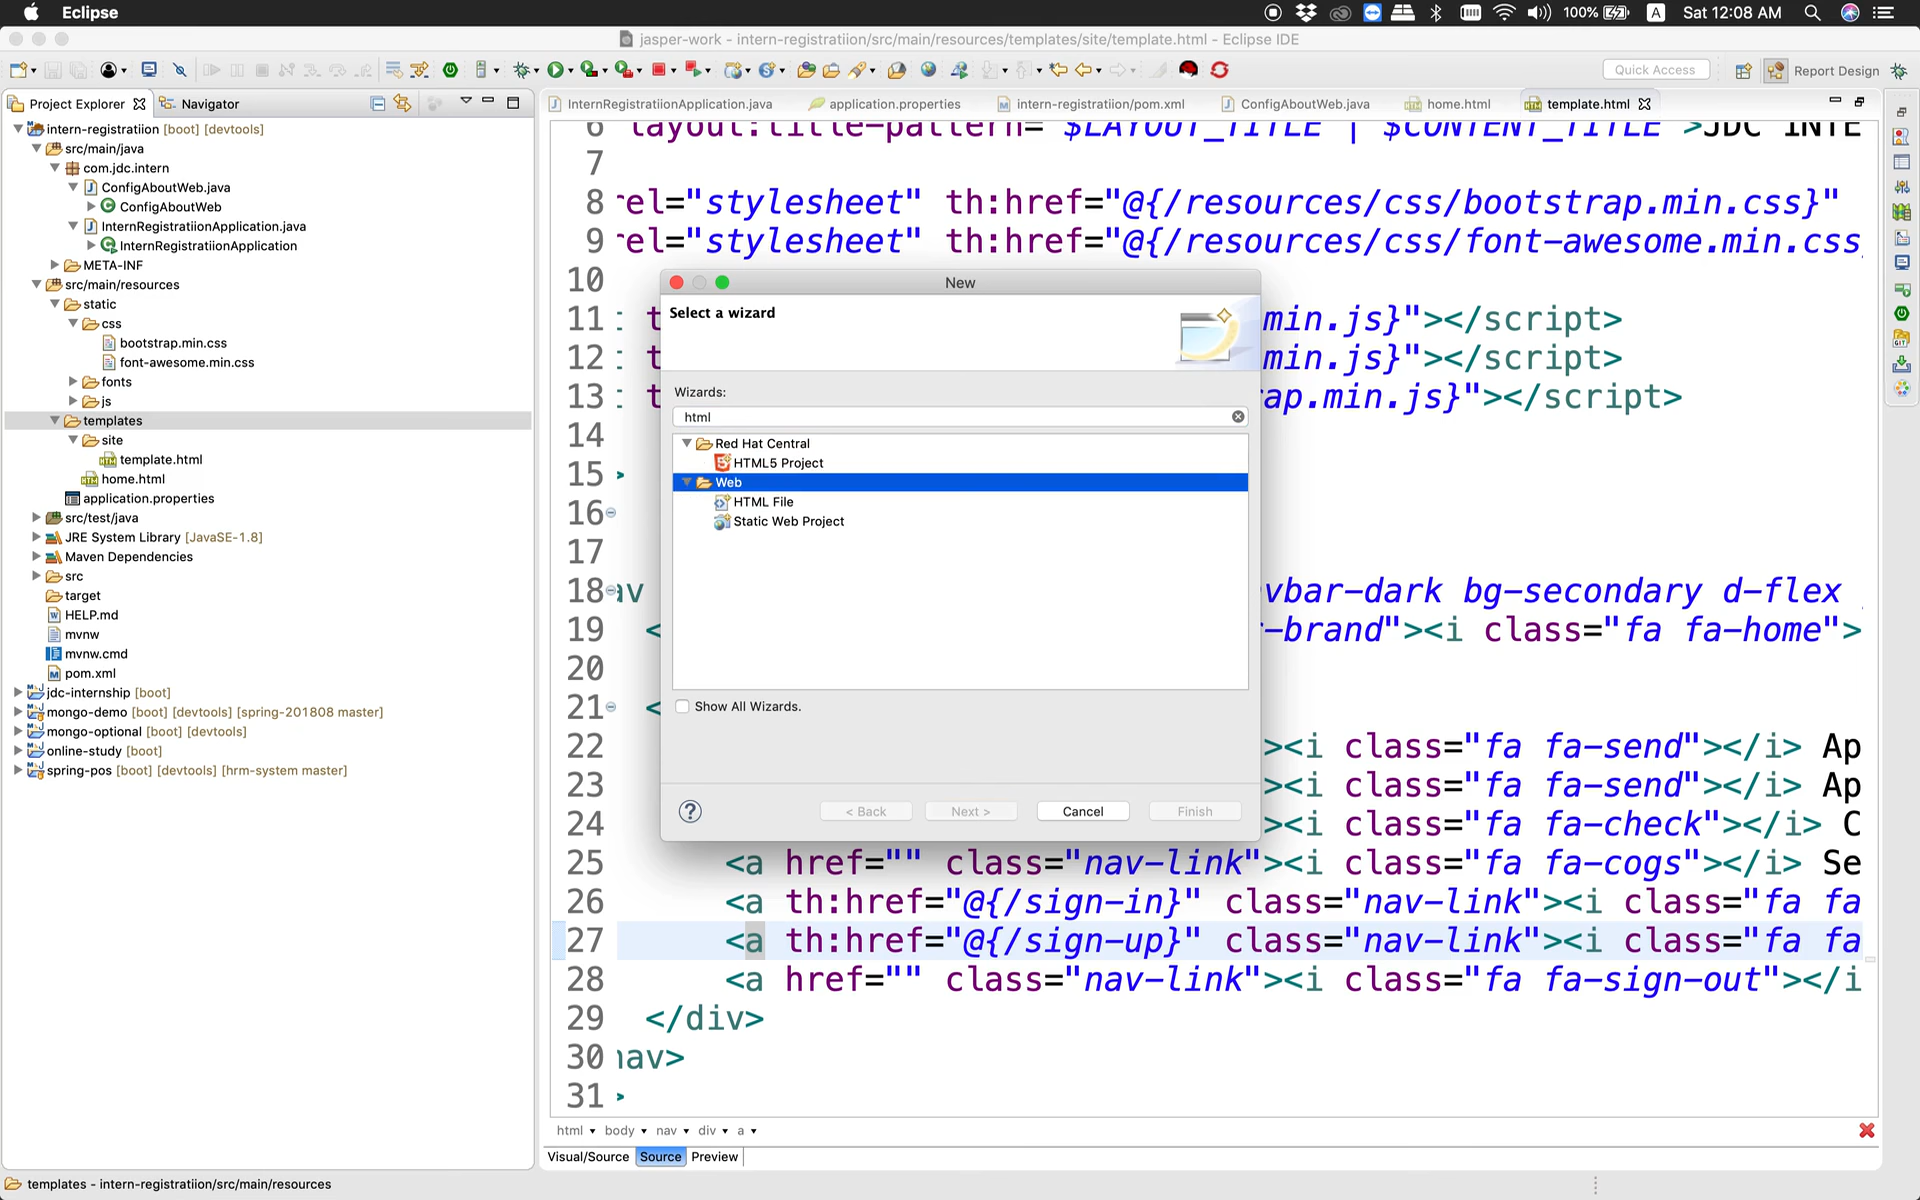 Eclipse
100%
A
Sat 12:08 AM
jasper-work - intern-registratiion/src/main/resources/templates/site/template.html - Eclipse IDE
Quick Access
Report Design
Project Explorer
Navigator
InternRegistratiionApplication.java
application.properties
intern-registratiion/pom.xml
ConfigAboutWeb.java
home.html
template.html
intern-registratiion [boot] [devtools]
src/main/java
com.jdc.intern
ConfigAboutWeb.java
ConfigAboutWeb
InternRegistratiionApplication.java
InternRegistratiionApplication
META-INF
src/main/resources
static
css
bootstrap.min.css
font-awesome.min.css
fonts
js
templates
site
template.html
home.html
application.properties
src/test/java
JRE System Library [JavaSE-1.8]
Maven Dependencies
src
target
HELP.md
mvnw
mvnw.cmd
pom.xml
jdc-internship [boot]
mongo-demo [boot] [devtools] [spring-201808 master]
mongo-optional [boot] [devtools]
online-study [boot]
spring-pos [boot] [devtools] [hrm-system master]
6 layout:title-pattern="$LAYOUT_TITLE | $CONTENT_TITLE">JDC INTE
7
8 rel="stylesheet" th:href="@{/resources/css/bootstrap.min.css}"
9 rel="stylesheet" th:href="@{/resources/css/font-awesome.min.css
10
11 t min.js}"></script>
12 t min.js}"></script>
13 t ap.min.js}"></script>
14
15 >
16
17
18 av vbar-dark bg-secondary d-flex
19 < r-brand"><i class="fa fa-home">
20
21 <
22 ><i class="fa fa-send"></i> Ap
23 ><i class="fa fa-send"></i> Ap
24 ><i class="fa fa-check"></i> C
25 <a href="" class="nav-link"><i class="fa fa-cogs"></i> Se
26 <a th:href="@{/sign-in}" class="nav-link"><i class="fa fa
27 <a th:href="@{/sign-up}" class="nav-link"><i class="fa fa
28 <a href="" class="nav-link"><i class="fa fa-sign-out"></i
29 </div>
30 nav>
31 >
New
Select a wizard
Wizards:
html
Red Hat Central
HTML5 Project
Web
HTML File
Static Web Project
Show All Wizards.
?
< Back
Next >
Cancel
Finish
html body nav div a
Visual/Source
Source
Preview
templates - intern-registratiion/src/main/resources